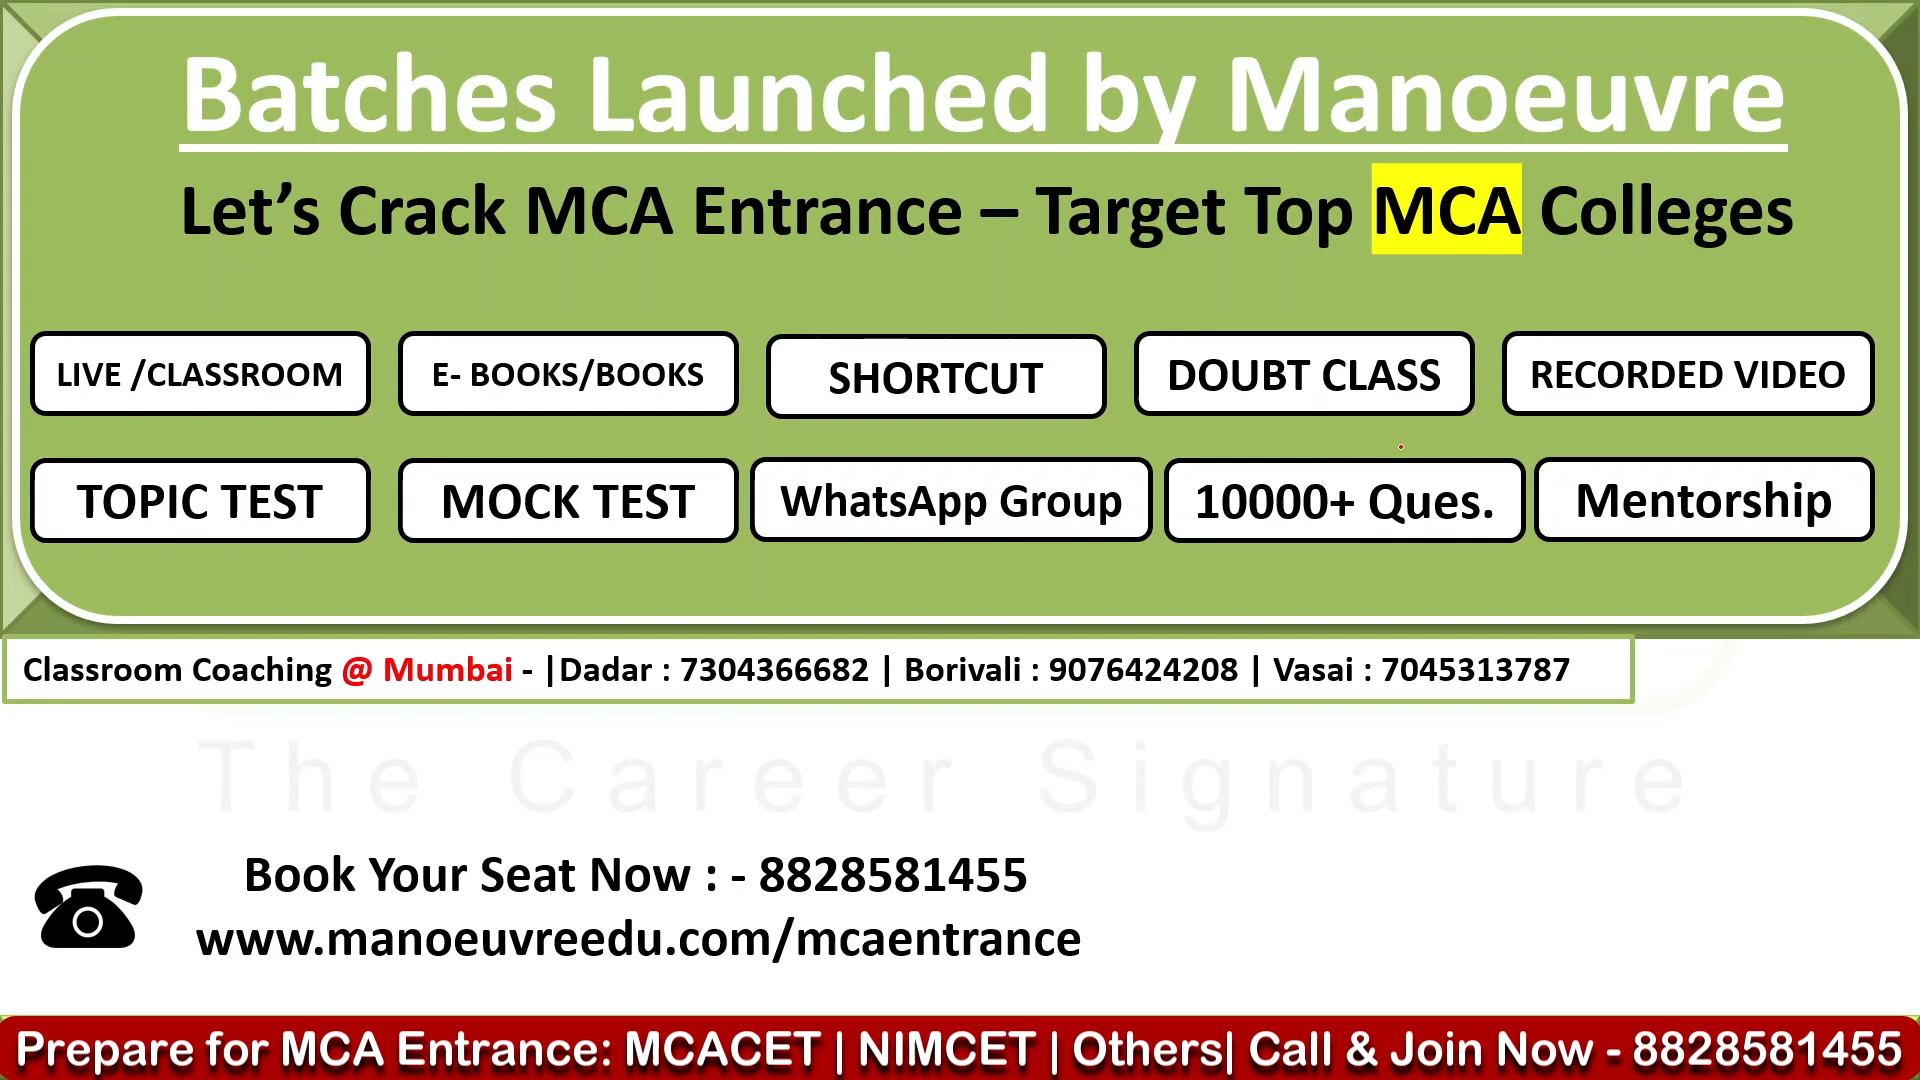 Batches Launched by Manoeuvre
Let’s Crack MCA Entrance – Target Top MCA Colleges
LIVE /CLASSROOM
E- BOOKS/BOOKS
SHORTCUT
DOUBT CLASS
RECORDED VIDEO
TOPIC TEST
MOCK TEST
WhatsApp Group
10000+ Ques.
Mentorship
Classroom Coaching @ Mumbai - |Dadar : 7304366682 | Borivali : 9076424208 | Vasai : 7045313787
The Career Signature
Book Your Seat Now : - 8828581455
www.manoeuvreedu.com/mcaentrance
Prepare for MCA Entrance: MCACET | NIMCET | Others| Call & Join Now - 8828581455